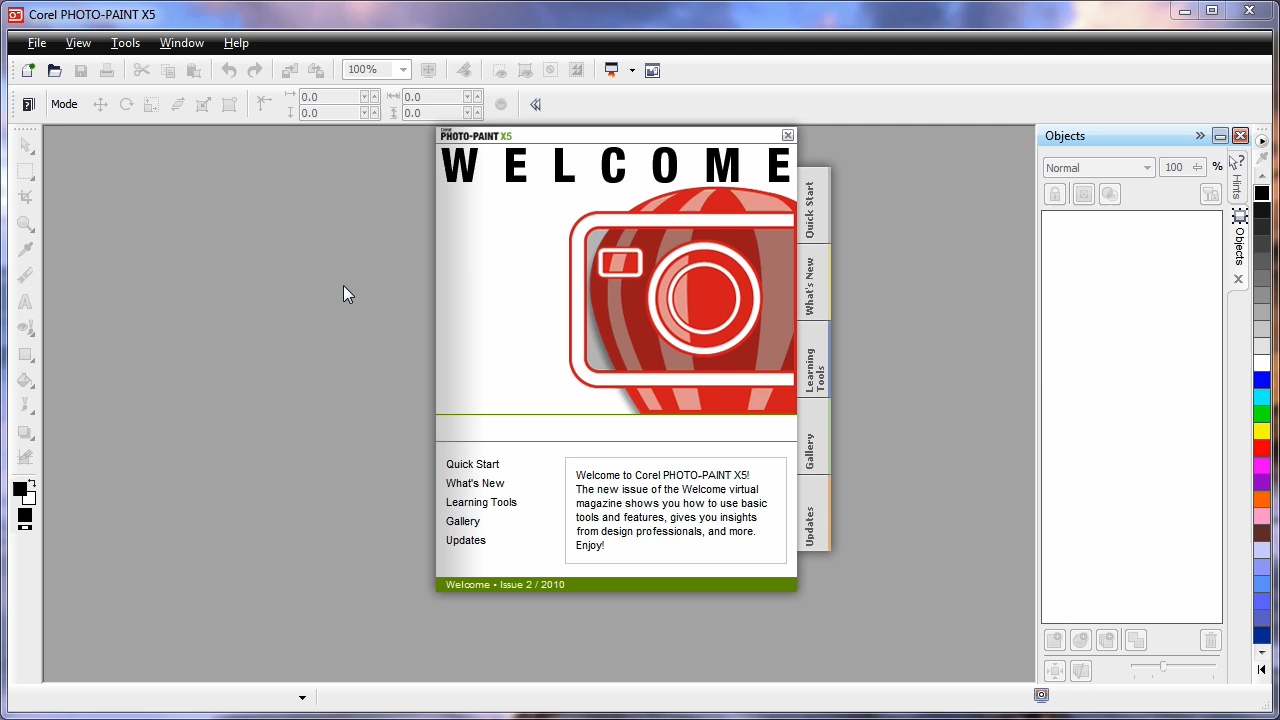 Corel PHOTO-PAINT X5
File View Tools Window Help
100%
Mode
0.0 0.0
0.0 0.0
Corel
PHOTO-PAINT X5
WELCOME
Quick Start
What's New
Learning Tools
Gallery
Updates
Quick Start
What's New
Learning Tools
Gallery
Updates
Welcome to Corel PHOTO-PAINT X5!
The new issue of the Welcome virtual
magazine shows you how to use basic
tools and features, gives you insights
from design professionals, and more.
Enjoy!
Welcome • Issue 2 / 2010
Objects
Normal 100 %
Hints
Objects